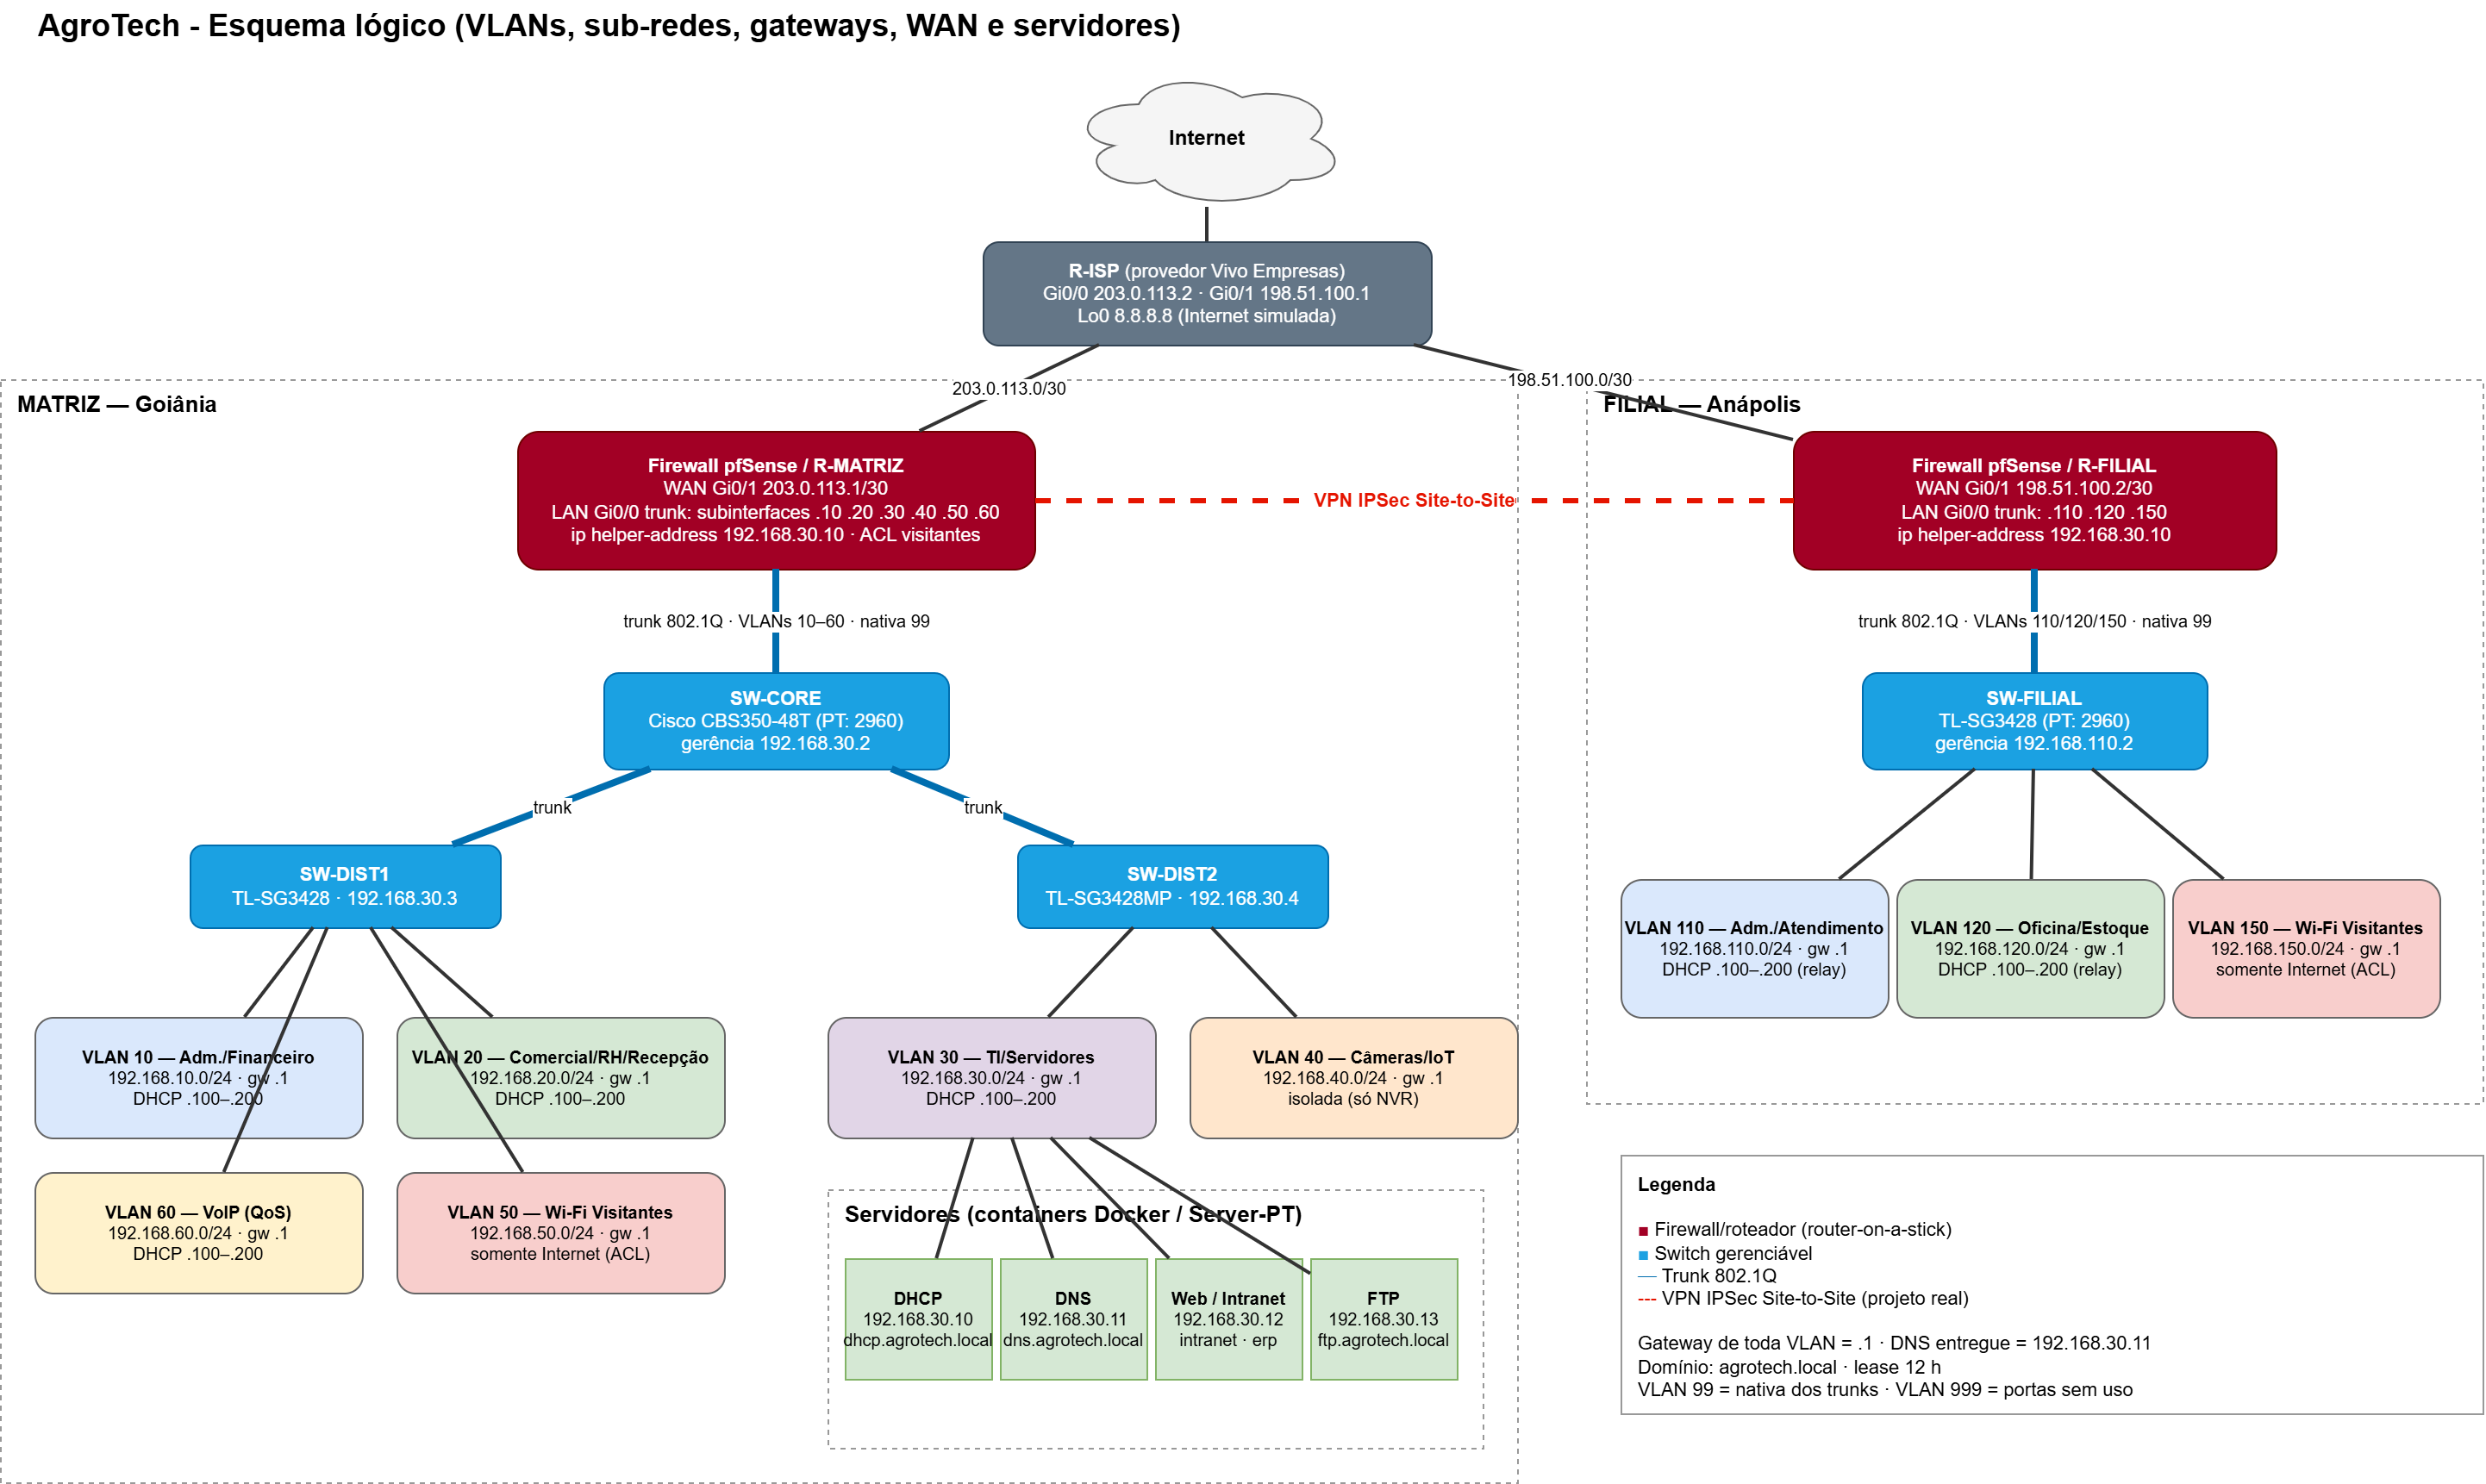 AgroTech - Esquema lógico (VLANs, sub-redes, gateways, WAN e servidores)
Internet
R-ISP (provedor Vivo Empresas)
Gi0/0 203.0.113.2 · Gi0/1 198.51.100.1
Lo0 8.8.8.8 (Internet simulada)
203.0.113.0/30
198.51.100.0/30
MATRIZ — Goiânia
FILIAL — Anápolis
Firewall pfSense / R-MATRIZ
WAN Gi0/1 203.0.113.1/30
LAN Gi0/0 trunk: subinterfaces .10 .20 .30 .40 .50 .60
ip helper-address 192.168.30.10 · ACL visitantes
VPN IPSec Site-to-Site
Firewall pfSense / R-FILIAL
WAN Gi0/1 198.51.100.2/30
LAN Gi0/0 trunk: .110 .120 .150
ip helper-address 192.168.30.10
trunk 802.1Q · VLANs 10–60 · nativa 99
trunk 802.1Q · VLANs 110/120/150 · nativa 99
SW-CORE
Cisco CBS350-48T (PT: 2960)
gerência 192.168.30.2
SW-FILIAL
TL-SG3428 (PT: 2960)
gerência 192.168.110.2
trunk
trunk
SW-DIST1
TL-SG3428 · 192.168.30.3
SW-DIST2
TL-SG3428MP · 192.168.30.4
VLAN 110 — Adm./Atendimento
192.168.110.0/24 · gw .1
DHCP .100–.200 (relay)
VLAN 120 — Oficina/Estoque
192.168.120.0/24 · gw .1
DHCP .100–.200 (relay)
VLAN 150 — Wi-Fi Visitantes
192.168.150.0/24 · gw .1
somente Internet (ACL)
VLAN 10 — Adm./Financeiro
192.168.10.0/24 · gw .1
DHCP .100–.200
VLAN 20 — Comercial/RH/Recepção
192.168.20.0/24 · gw .1
DHCP .100–.200
VLAN 30 — TI/Servidores
192.168.30.0/24 · gw .1
DHCP .100–.200
VLAN 40 — Câmeras/IoT
192.168.40.0/24 · gw .1
isolada (só NVR)
VLAN 60 — VoIP (QoS)
192.168.60.0/24 · gw .1
DHCP .100–.200
VLAN 50 — Wi-Fi Visitantes
192.168.50.0/24 · gw .1
somente Internet (ACL)
Servidores (containers Docker / Server-PT)
DHCP
192.168.30.10
dhcp.agrotech.local
DNS
192.168.30.11
dns.agrotech.local
Web / Intranet
192.168.30.12
intranet · erp
FTP
192.168.30.13
ftp.agrotech.local
Legenda
■ Firewall/roteador (router-on-a-stick)
■ Switch gerenciável
— Trunk 802.1Q
--- VPN IPSec Site-to-Site (projeto real)
Gateway de toda VLAN = .1 · DNS entregue = 192.168.30.11
Domínio: agrotech.local · lease 12 h
VLAN 99 = nativa dos trunks · VLAN 999 = portas sem uso